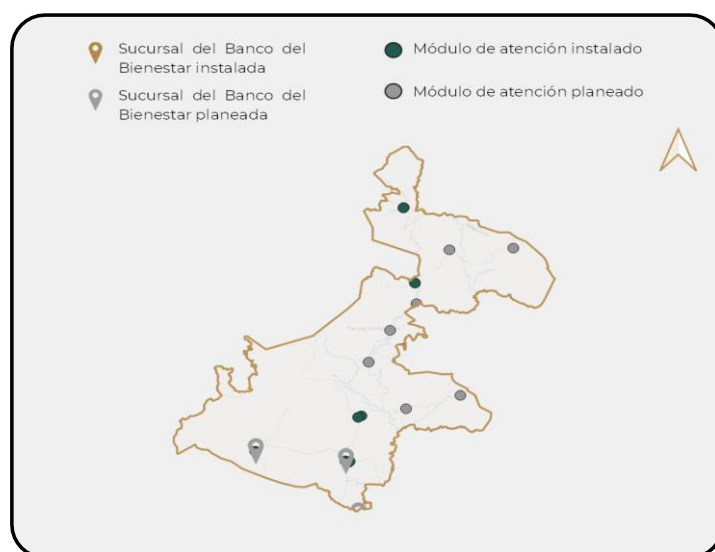 Sucursal del Banco del
Bienestar instalada
Sucursal del Banco del
Bienestar planeada
Módulo de atención instalado
Módulo de atención planeado